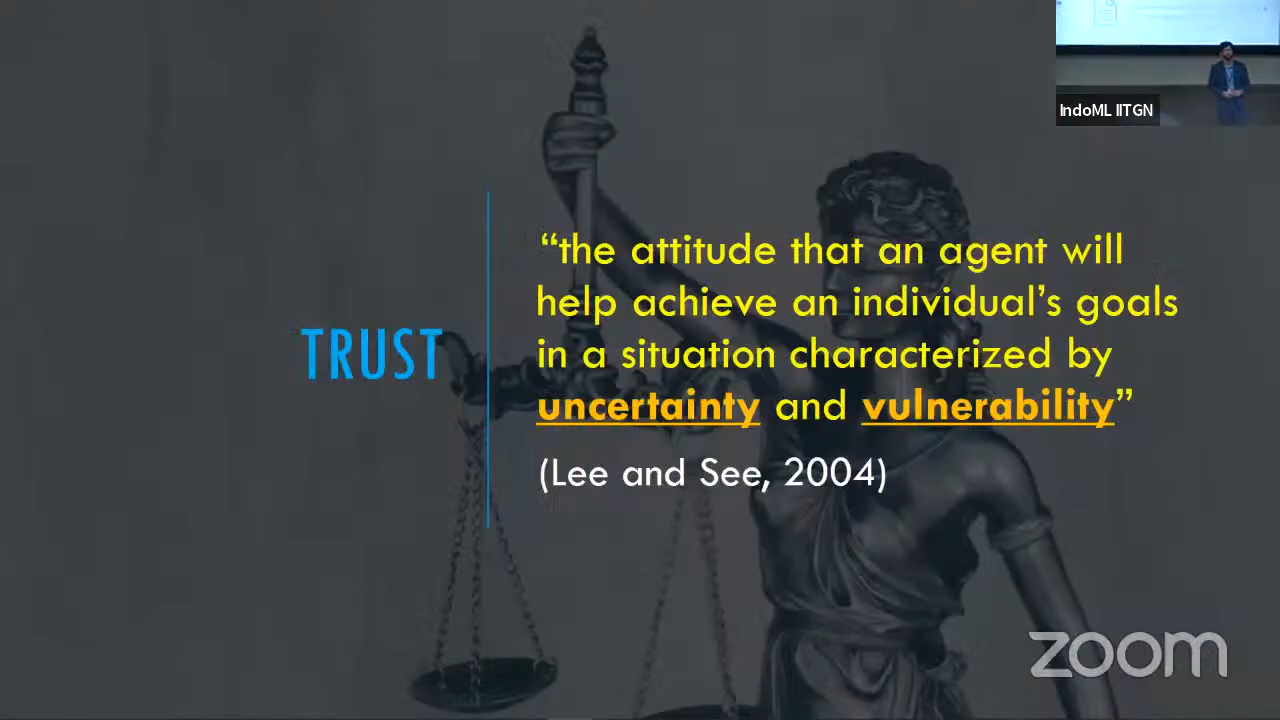 IndoML IITGN
TRUST
“the attitude that an agent will
help achieve an individual’s goals
in a situation characterized by
uncertainty and vulnerability”
(Lee and See, 2004)
zoom